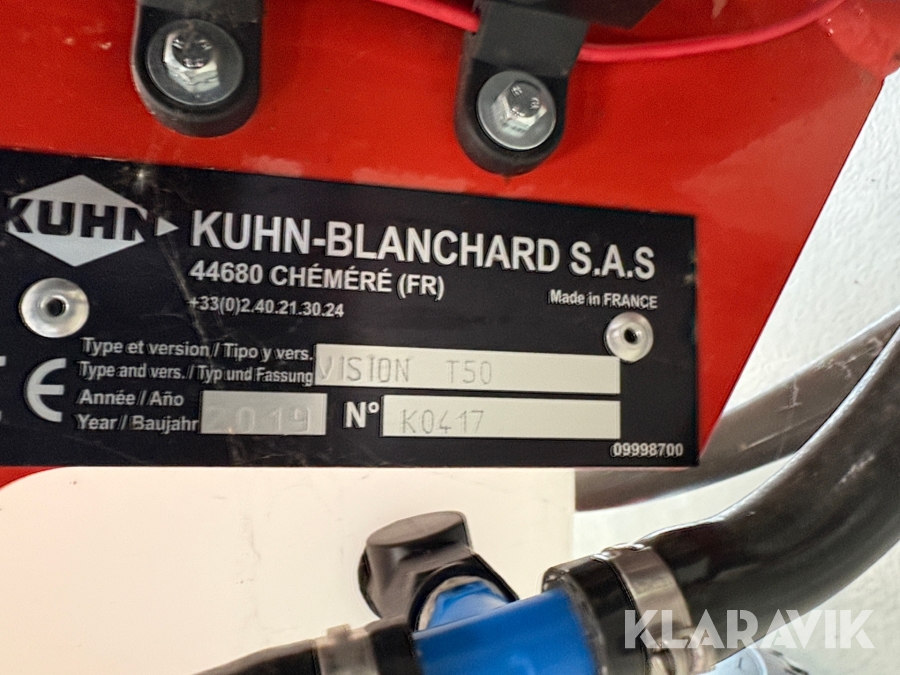 KUHN
KUHN-BLANCHARD S.A.S
44680 CHÉMÉRÉ (FR)
+33(0)2.40.21.30.24
Made in FRANCE
Type et version / Tipo y vers.
Type and vers. / Typ und Fassung
VISION T50
CE
Année / Año
Year / Baujahr
2019
N° K0417
09998700
KLARAVIK